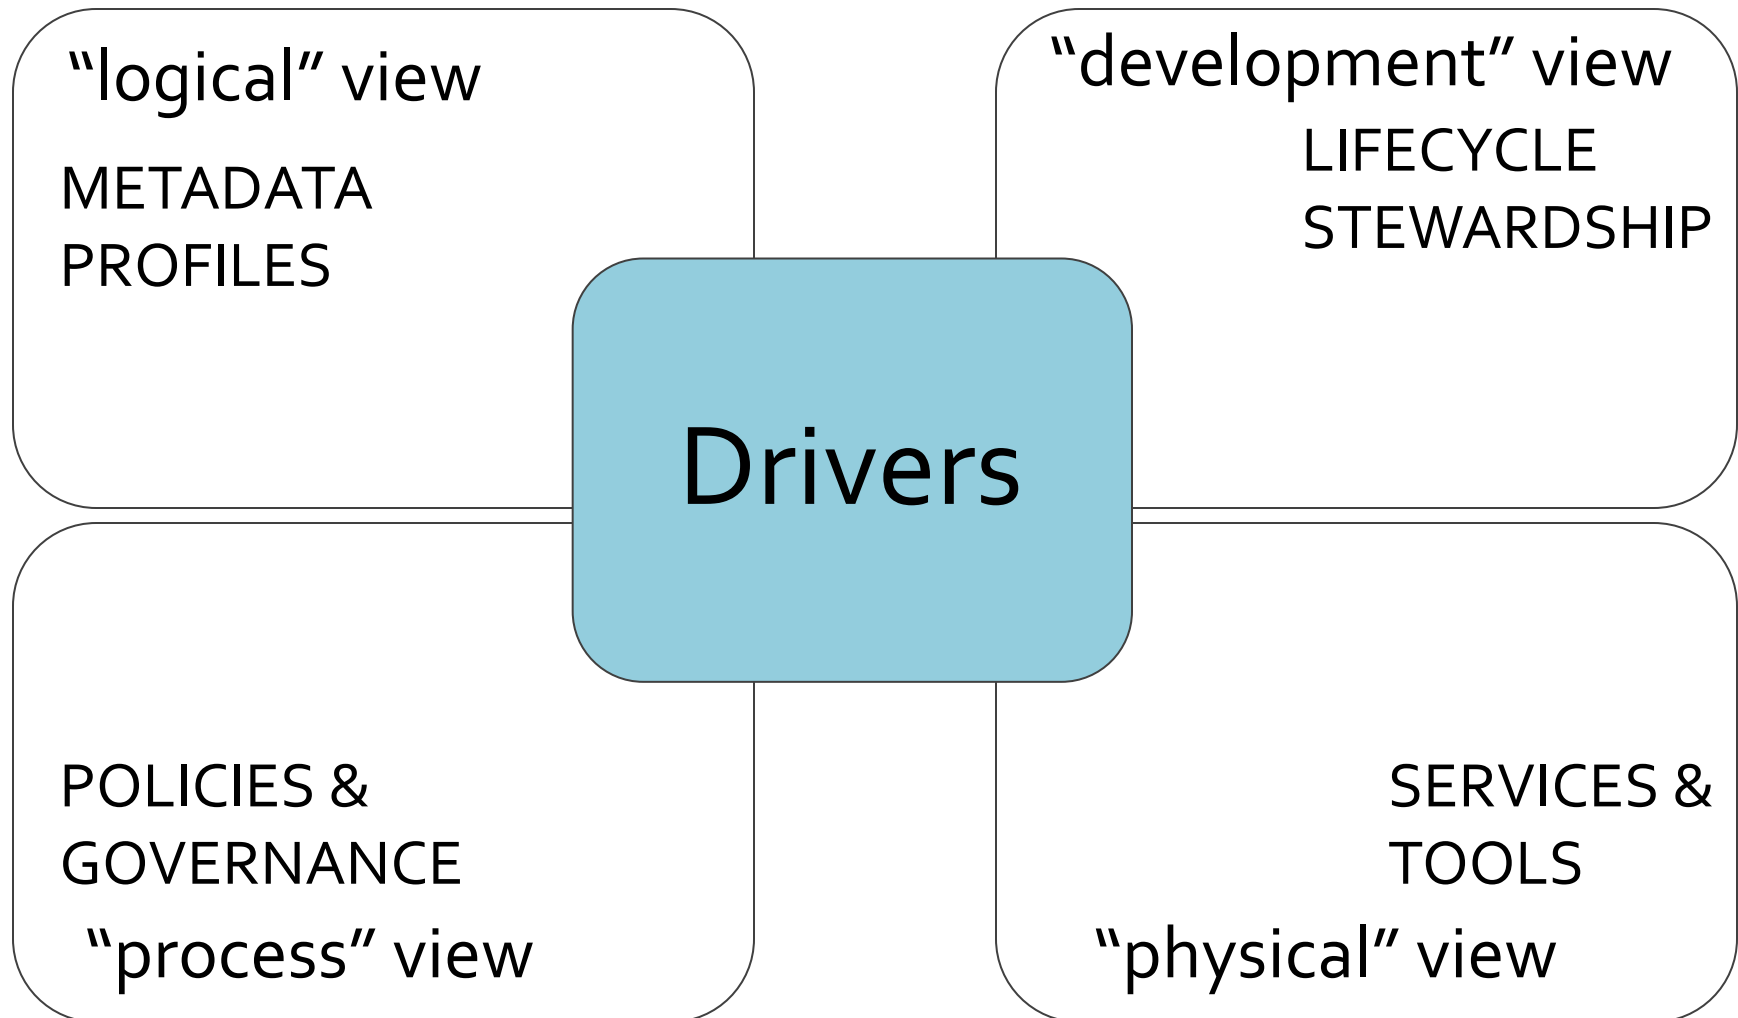 “logical” view
METADATA
PROFILES
“development” view
LIFECYCLE
STEWARDSHIP
Drivers
POLICIES &
GOVERNANCE
“process” view
SERVICES &
TOOLS
“physical” view